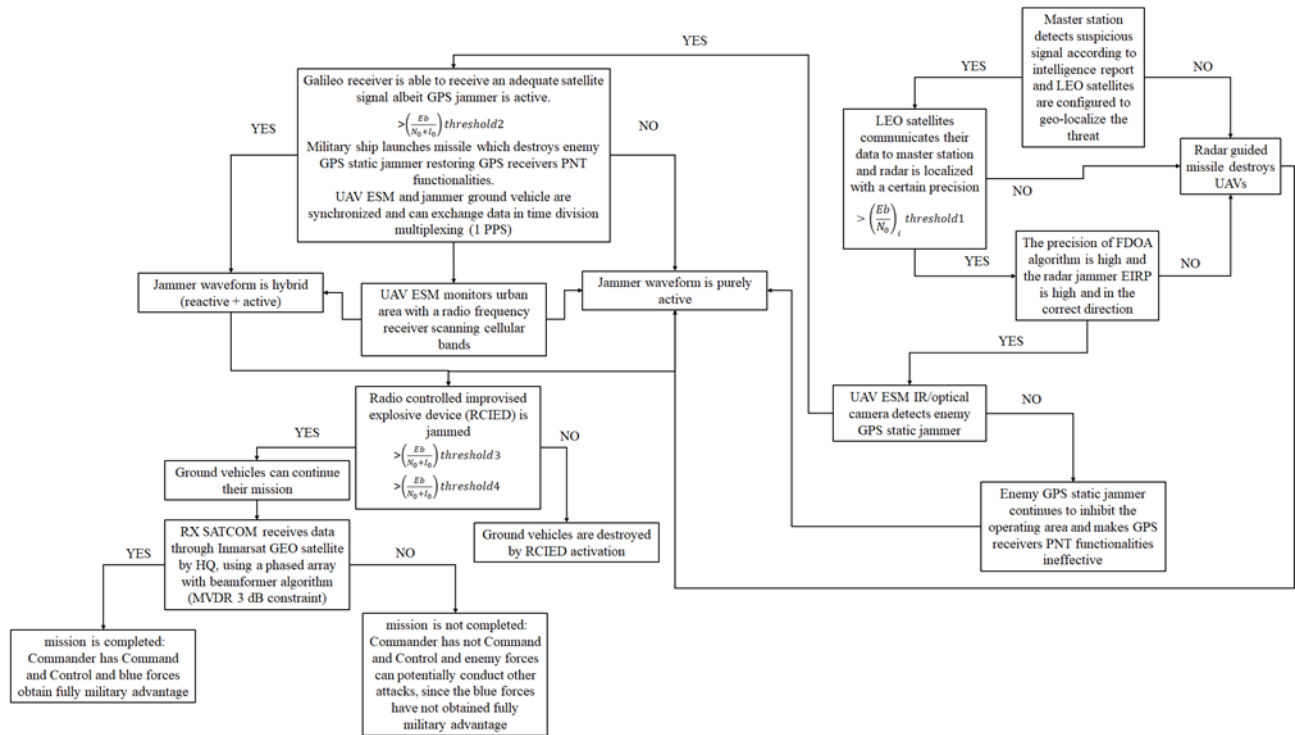 Master station
detects suspicious
signal according to
intelligence report
and LEO satellites
are configured to
geo-localize the
threat
YES
NO
LEO satellites
communicates their
data to master station
and radar is localized
with a certain precision
> (Eb/N₀)ᵢ threshold1
NO
YES
Radar guided
missile destroys
UAVs
The precision of FDOA
algorithm is high and
the radar jammer EIRP
is high and in the
correct direction
NO
YES
UAV ESM IR/optical
camera detects enemy
GPS static jammer
YES
NO
Enemy GPS static jammer
continues to inhibit the
operating area and makes GPS
receivers PNT functionalities
ineffective
Galileo receiver is able to receive an adequate satellite
signal albeit GPS jammer is active.
>(Eb/N₀+I₀) threshold2
Military ship launches missile which destroys enemy
GPS static jammer restoring GPS receivers PNT
functionalities.
UAV ESM and jammer ground vehicle are
synchronized and can exchange data in time division
multiplexing (1 PPS)
YES
NO
Jammer waveform is hybrid
(reactive + active)
UAV ESM monitors urban
area with a radio frequency
receiver scanning cellular
bands
Jammer waveform is purely
active
Radio controlled improvised
explosive device (RCIED) is
jammed
>(Eb/N₀+I₀) threshold3
>(Eb/N₀+I₀) threshold4
YES
NO
Ground vehicles can continue
their mission
Ground vehicles are destroyed
by RCIED activation
RX SATCOM receives data
through Inmarsat GEO satellite
by HQ, using a phased array
with beamformer algorithm
(MVDR 3 dB constraint)
YES
NO
mission is completed:
Commander has Command
and Control and blue forces
obtain fully military advantage
mission is not completed:
Commander has not Command
and Control and enemy forces
can potentially conduct other
attacks, since the blue forces
have not obtained fully
military advantage